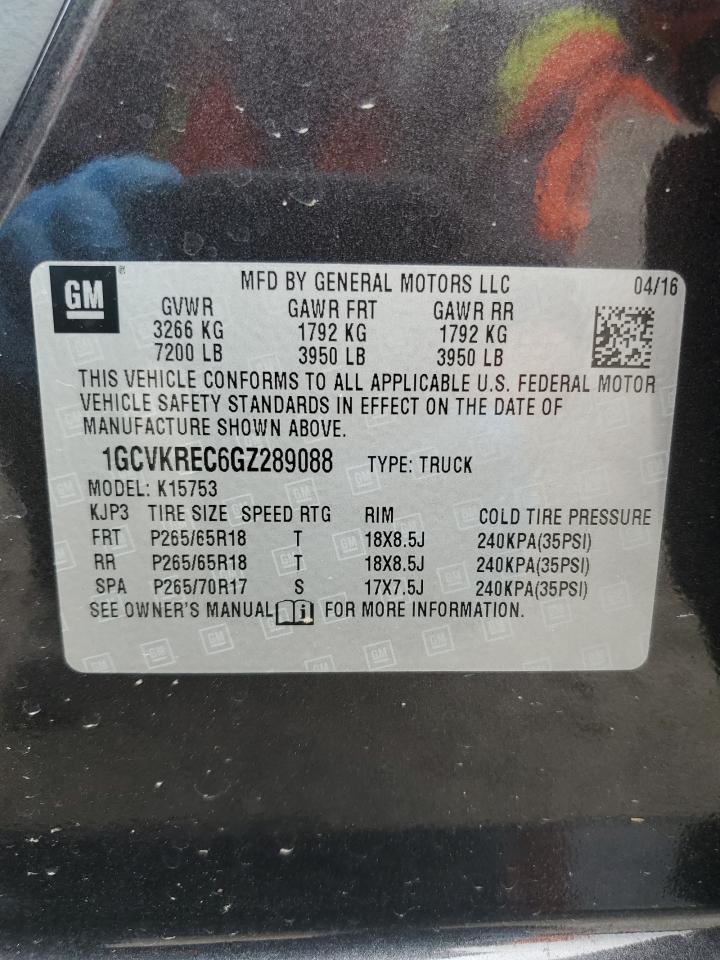 GM ® MFD BY GENERAL MOTORS LLC 04/16
GVWR GAWR FRT GAWR RR
3266 KG 1792 KG 1792 KG
7200 LB 3950 LB 3950 LB
THIS VEHICLE CONFORMS TO ALL APPLICABLE U.S. FEDERAL MOTOR
VEHICLE SAFETY STANDARDS IN EFFECT ON THE DATE OF
MANUFACTURE SHOWN ABOVE.
1GCVKREC6GZ289088 TYPE: TRUCK
MODEL: K15753
KJP3 TIRE SIZE SPEED RTG RIM COLD TIRE PRESSURE
FRT P265/65R18 T 18X8.5J 240KPA(35PSI)
RR P265/65R18 T 18X8.5J 240KPA(35PSI)
SPA P265/70R17 S 17X7.5J 240KPA(35PSI)
SEE OWNER'S MANUAL i FOR MORE INFORMATION.